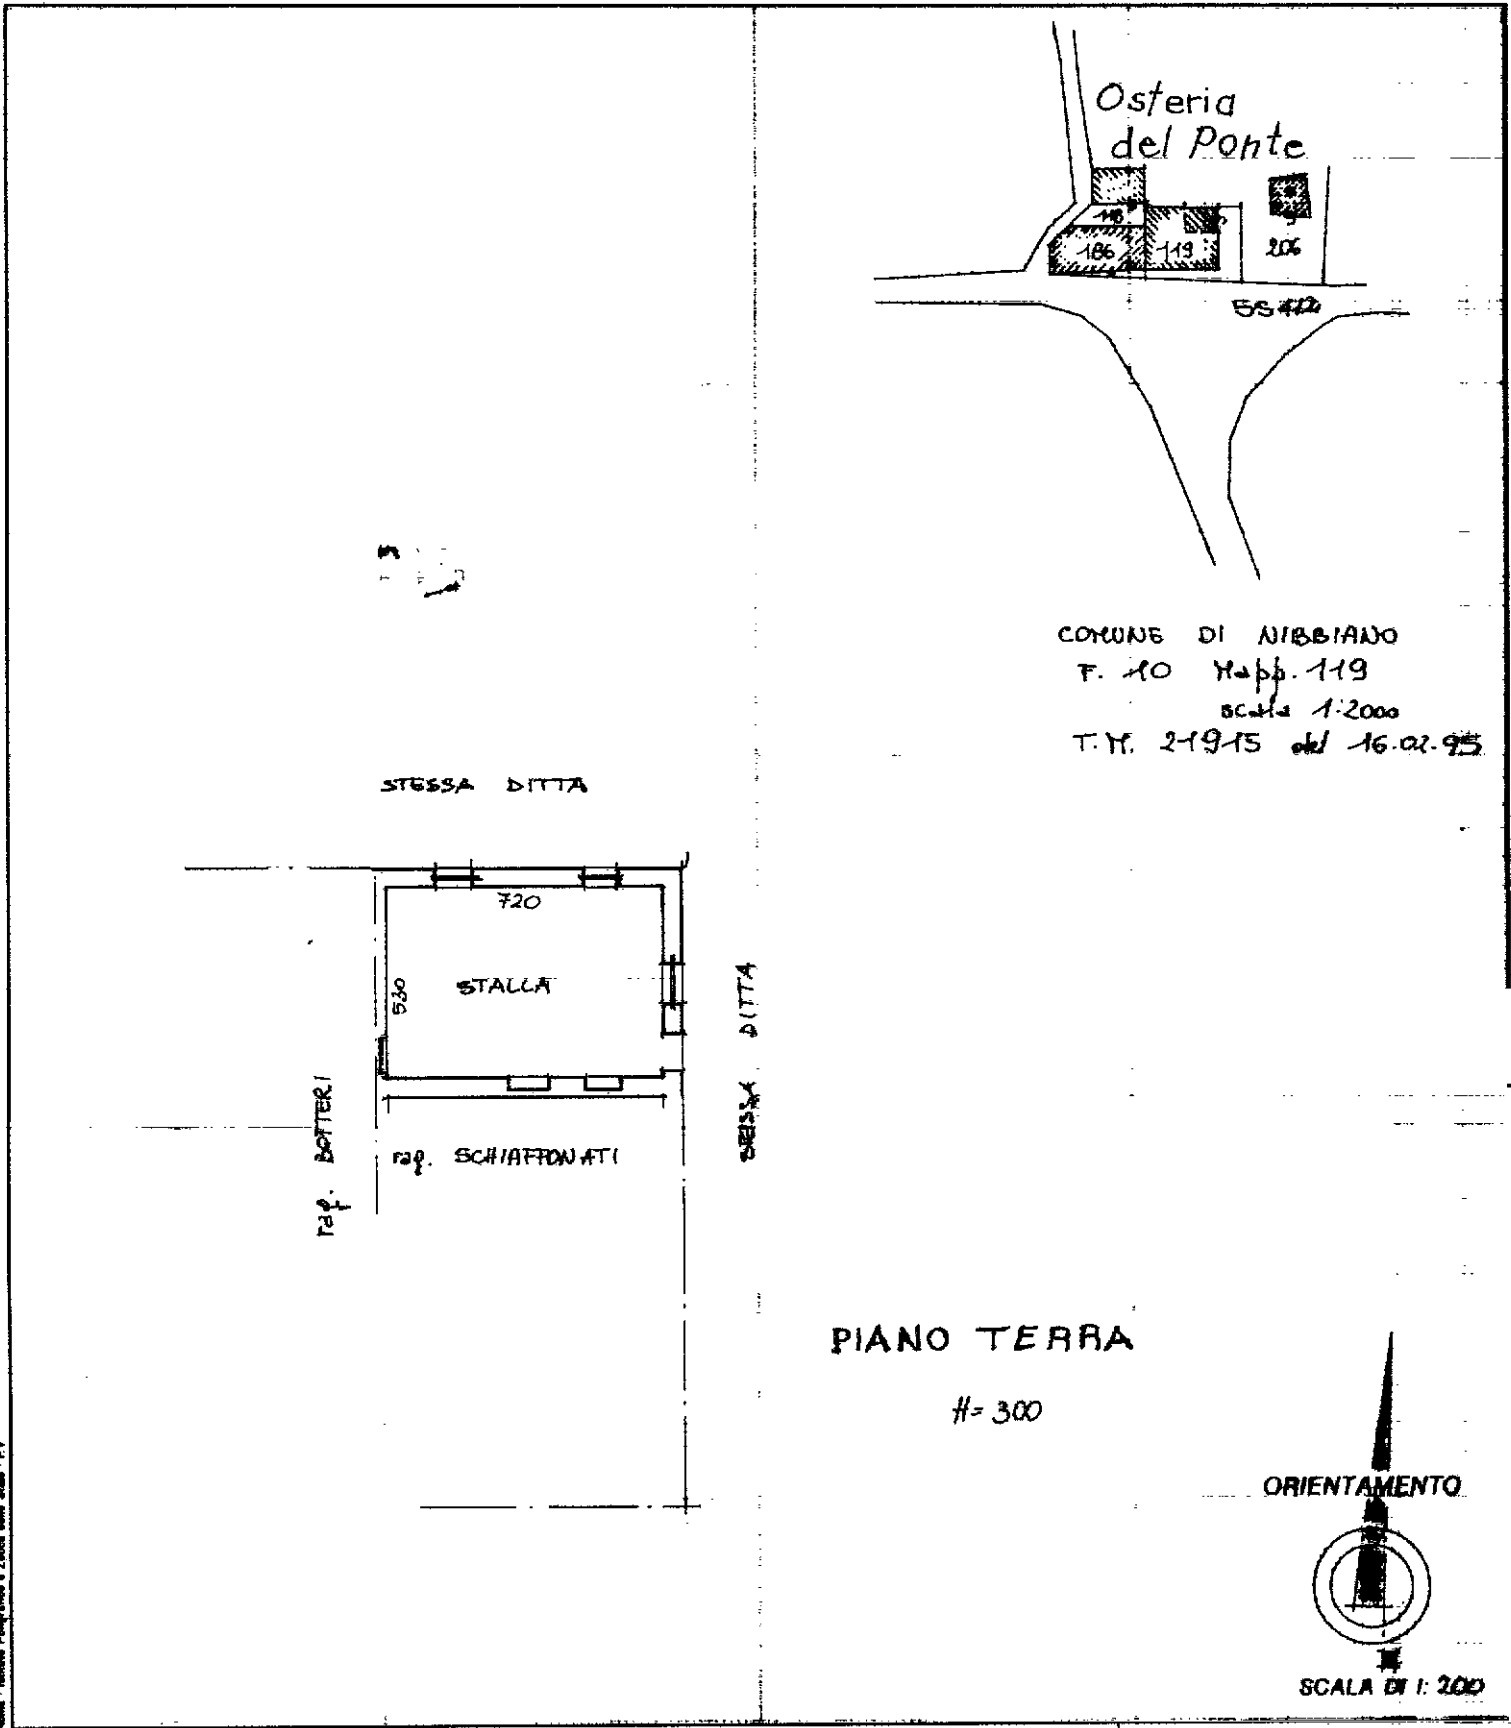 Osteria
del Ponte
118
186
119
206
SS 412
COMUNE DI NIBBIANO
F. 10 Mapp. 119
scala 1:2000
T.M. 21915 del 16.02.95
STESSA DITTA
720
530
STALLA
STESSA DITTA
rag. BOTTERI
rag. SCHIAFFONATI
PIANO TERRA
H= 300
ORIENTAMENTO
SCALA DI 1: 200